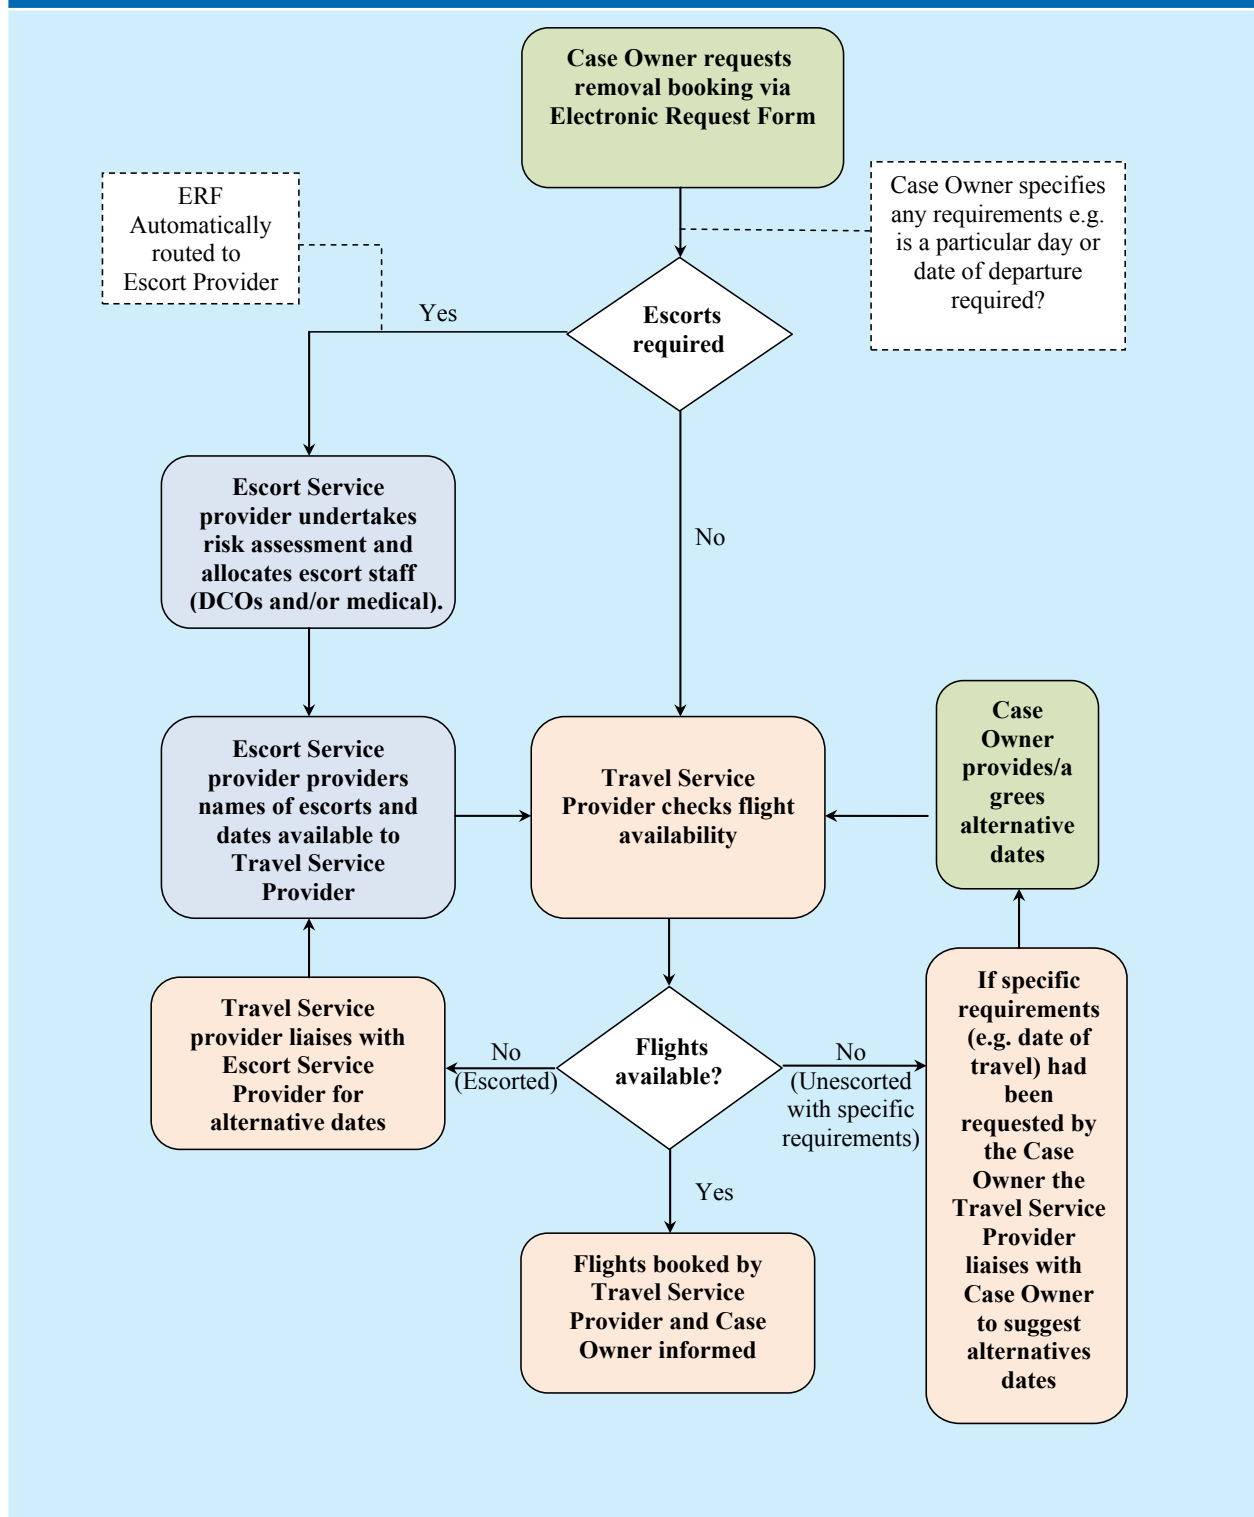 Case Owner requests
removal booking via
Electronic Request Form
ERF
Automatically
routed to
Escort Provider
Case Owner specifies
any requirements e.g.
is a particular day or
date of departure
required?
Yes
Escorts
required
No
Escort Service
provider undertakes
risk assessment and
allocates escort staff
(DCOs and/or medical).
Escort Service
provider providers
names of escorts and
dates available to
Travel Service
Provider
Travel Service
Provider checks flight
availability
Case
Owner
provides/a
grees
alternative
dates
Travel Service
provider liaises with
Escort Service
Provider for
alternative dates
No
(Escorted)
Flights
available?
No
(Unescorted
with specific
requirements)
If specific
requirements
(e.g. date of
travel) had
been
requested by
the Case
Owner the
Travel Service
Provider
liaises with
Case Owner
to suggest
alternatives
dates
Yes
Flights booked by
Travel Service
Provider and Case
Owner informed